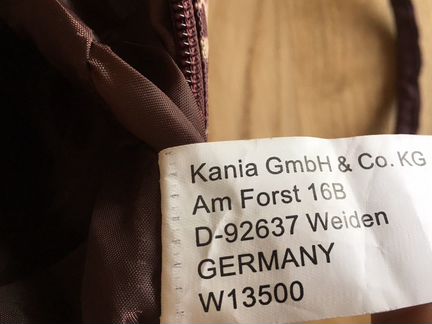 Kania GmbH & Co. KG
Am Forst 16B
D-92637 Weiden
GERMANY
W13500